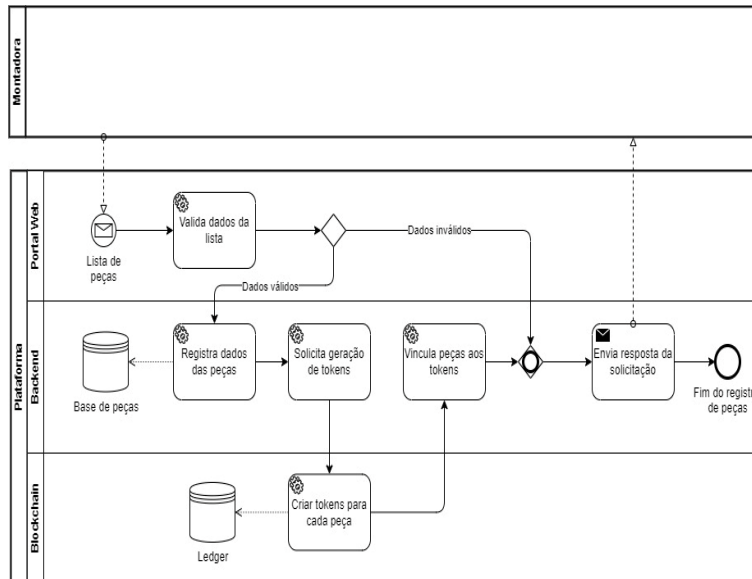 Montadora
Plataforma
Portal Web
Lista de
peças
Valida dados da
lista
Dados inválidos
Dados válidos
Backend
Base de peças
Registra dados
das peças
Solicita geração
de tokens
Vincula peças aos
tokens
Envia resposta da
solicitação
Fim do registr
de peças
Blockchain
Ledger
Criar tokens para
cada peça